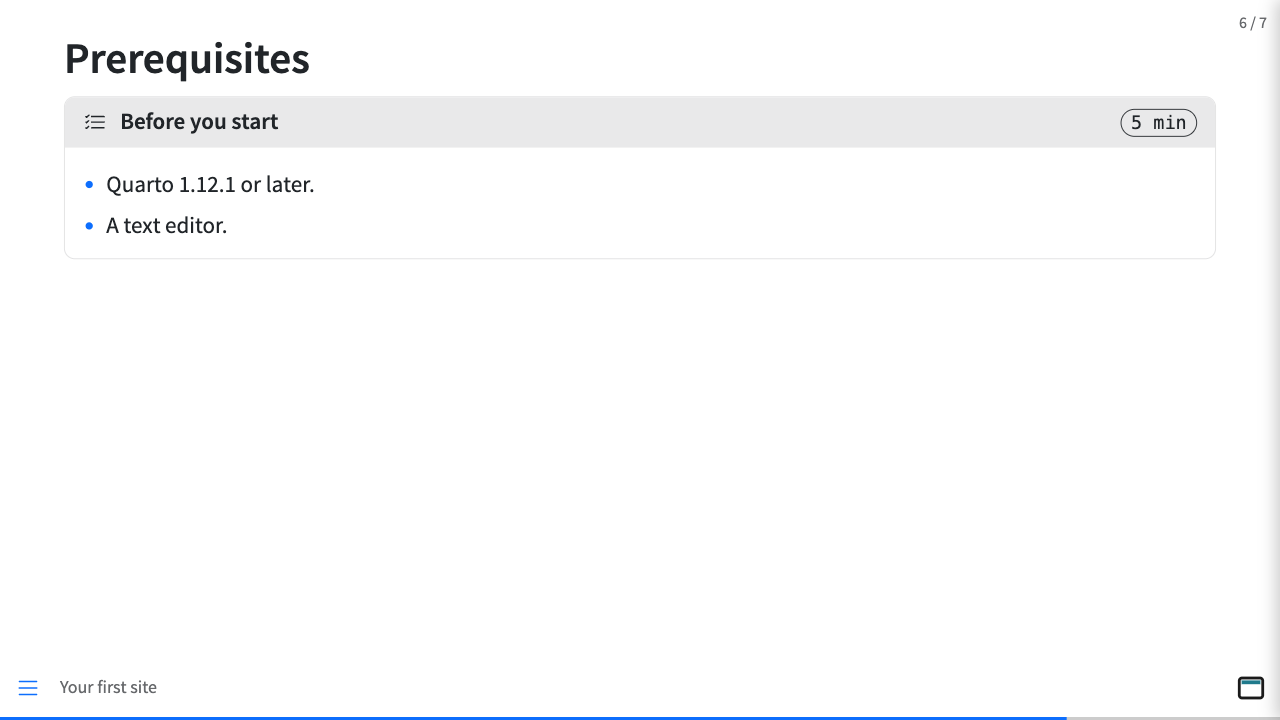 6 / 7
Prerequisites
Before you start
5 min
Quarto 1.12.1 or later.
A text editor.
Your first site